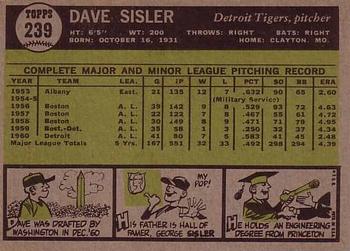 TOPPS
239
DAVE SISLER
Detroit Tigers, pitcher
HT: 6'5" WT: 200 THROWS: RIGHT BATS: RIGHT
BORN: OCTOBER 16, 1931 HOME: CLAYTON, MO.
COMPLETE MAJOR AND MINOR LEAGUE PITCHING RECORD
YEAR TEAM LEA. G IP W L PCT. SO BB ERA
1953 Albany East. 21 135 12 7 .632 90 65 2.60
1954-5 (Military Service)
1956 Boston A. L. 39 142 9 8 .529 93 72 4.63
1957 Boston A. L. 22 122 7 8 .467 55 61
1958 Boston A. L. 30 149 8 9 .471 71 79
1959 Bost.-Det. A. L. 35 58 1 3 .250 32 37
1960 Detroit A. L. 41 80 7 5 .583 47 45 2.48
Major League Totals 5 Yrs. 167 551 32 33 .492 298 294 4.39
DAVE WAS DRAFTED BY
WASHINGTON IN DEC. '60
MY POP!
HIS FATHER IS HALL OF
FAMER, GEORGE SISLER
HE HOLDS AN ENGINEERING
DEGREE FROM PRINCETON